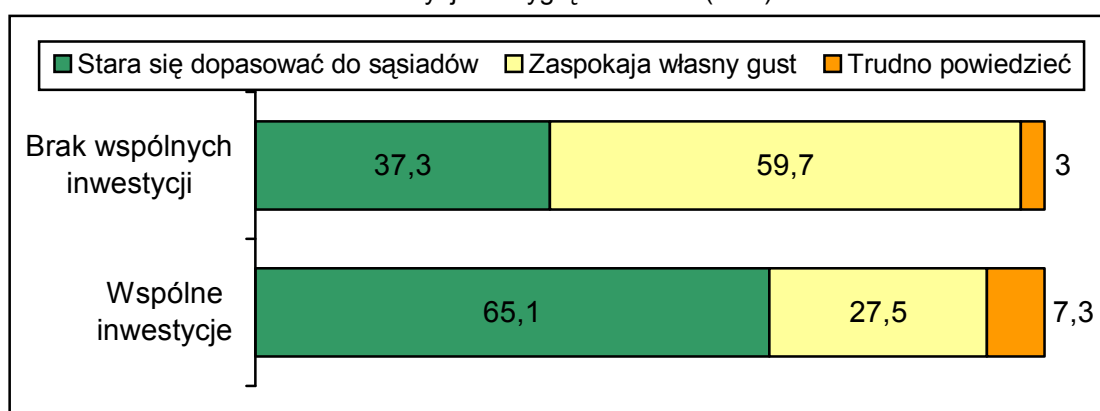 Stara się dopasować do sąsiadów Zaspokaja własny gust Trudno powiedzieć
Brak wspólnych
inwestycji
37,3 59,7 3
Wspólne
inwestycje
65,1 27,5 7,3